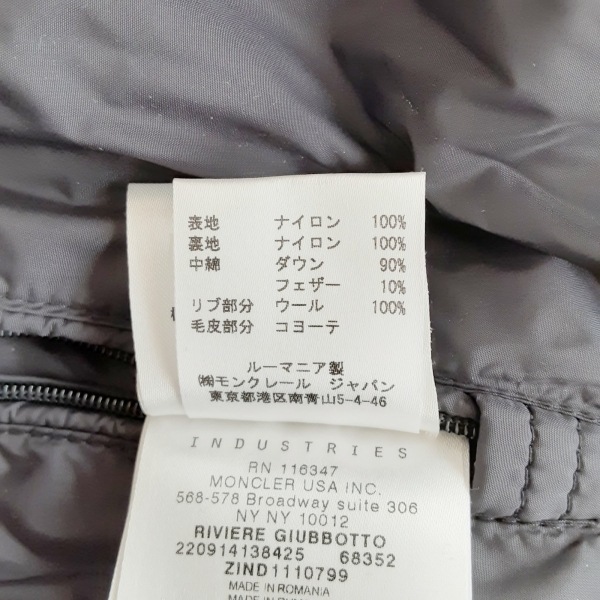 表地 ナイロン 100%
裏地 ナイロン 100%
中綿 ダウン 90%
フェザー 10%
リブ部分 ウール 100%
毛皮部分 コヨーテ
ルーマニア製
㈱モンクレール ジャパン
東京都港区南青山5-4-46
INDUSTRIES
RN 116347
MONCLER USA INC.
568-578 Broadway suite 306
NY NY 10012
RIVIERE GIUBBOTTO
220914138425 68352
ZIND1110799
MADE IN ROMANIA
MADE IN